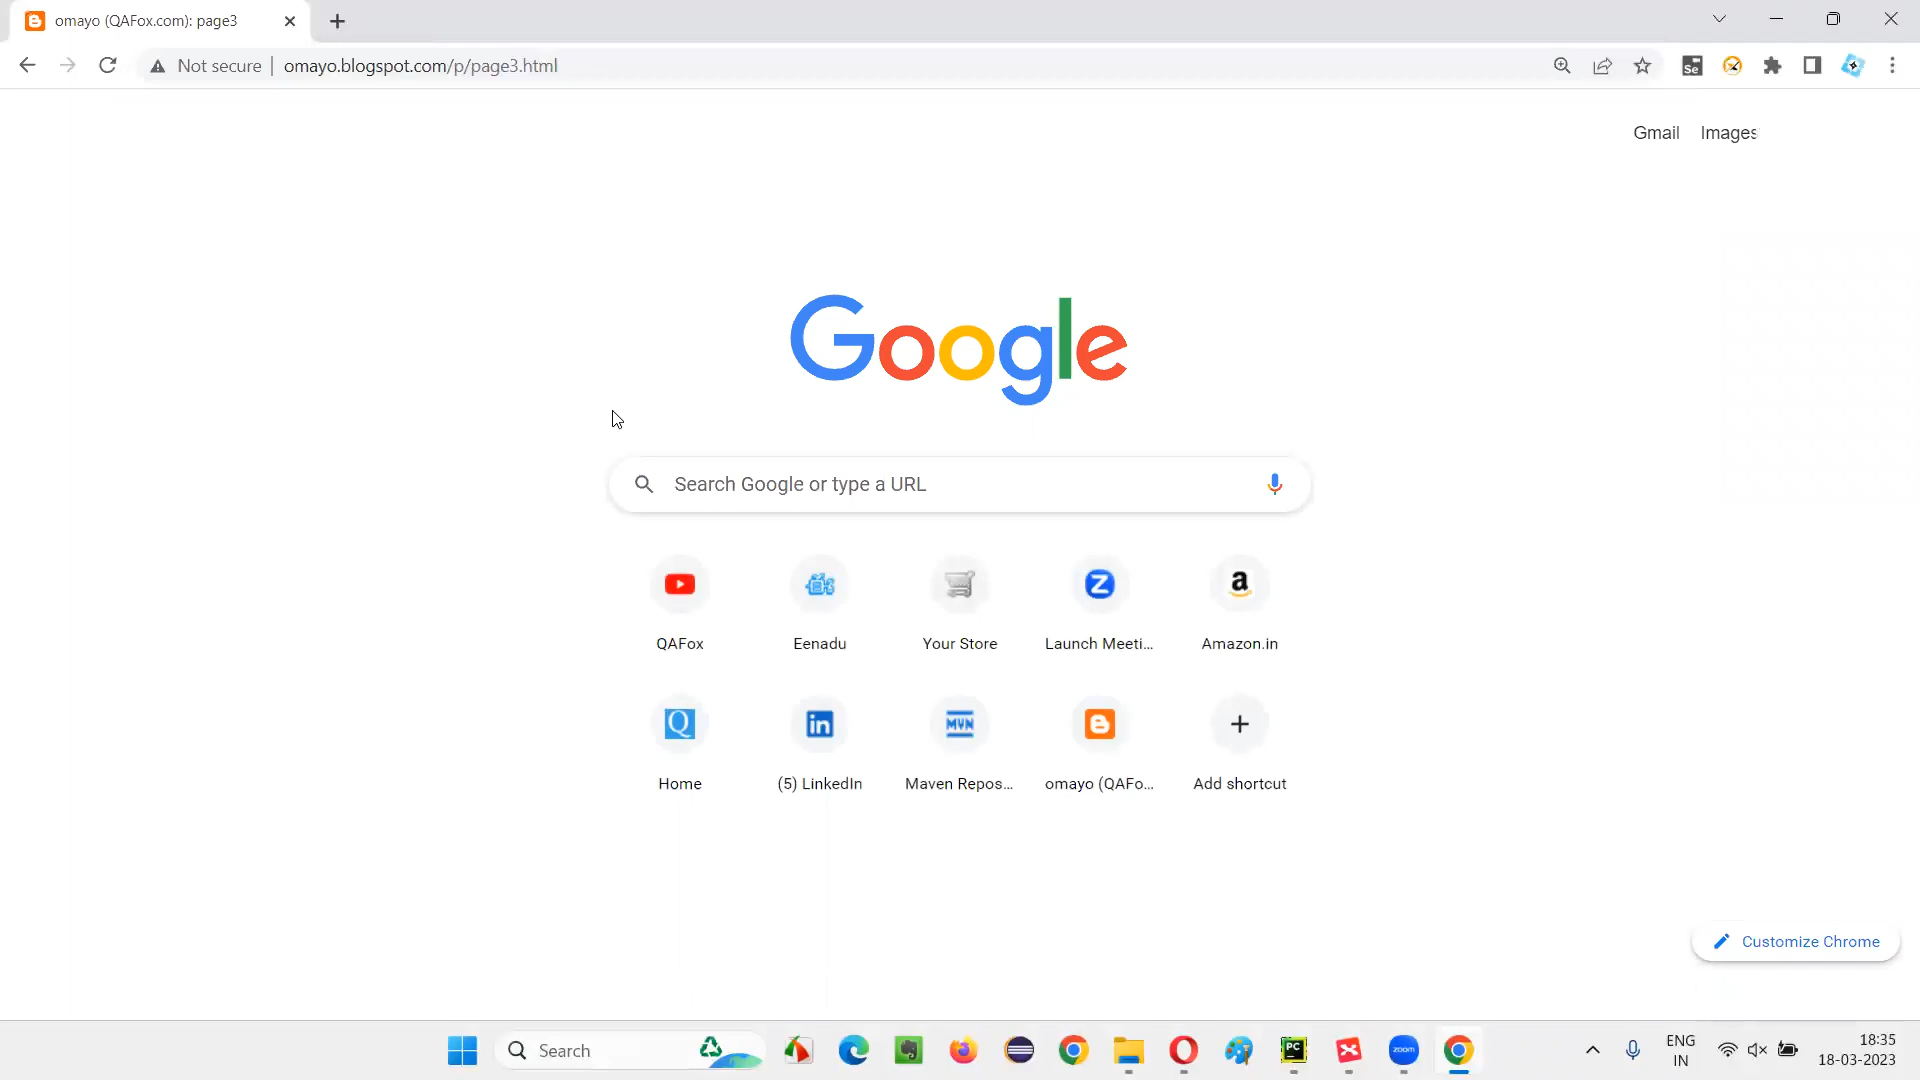 omayo (QAFox.com): page3
Not secure
omayo.blogspot.com/p/page3.html
Se
Gmail Images
Google
Search Google or type a URL
QAFox Eenadu Your Store Launch Meeti... Amazon.in
Home (5) LinkedIn Maven Repos... omayo (QAFo... Add shortcut
Customize Chrome
Search
ENG
IN
18:35
18-03-2023